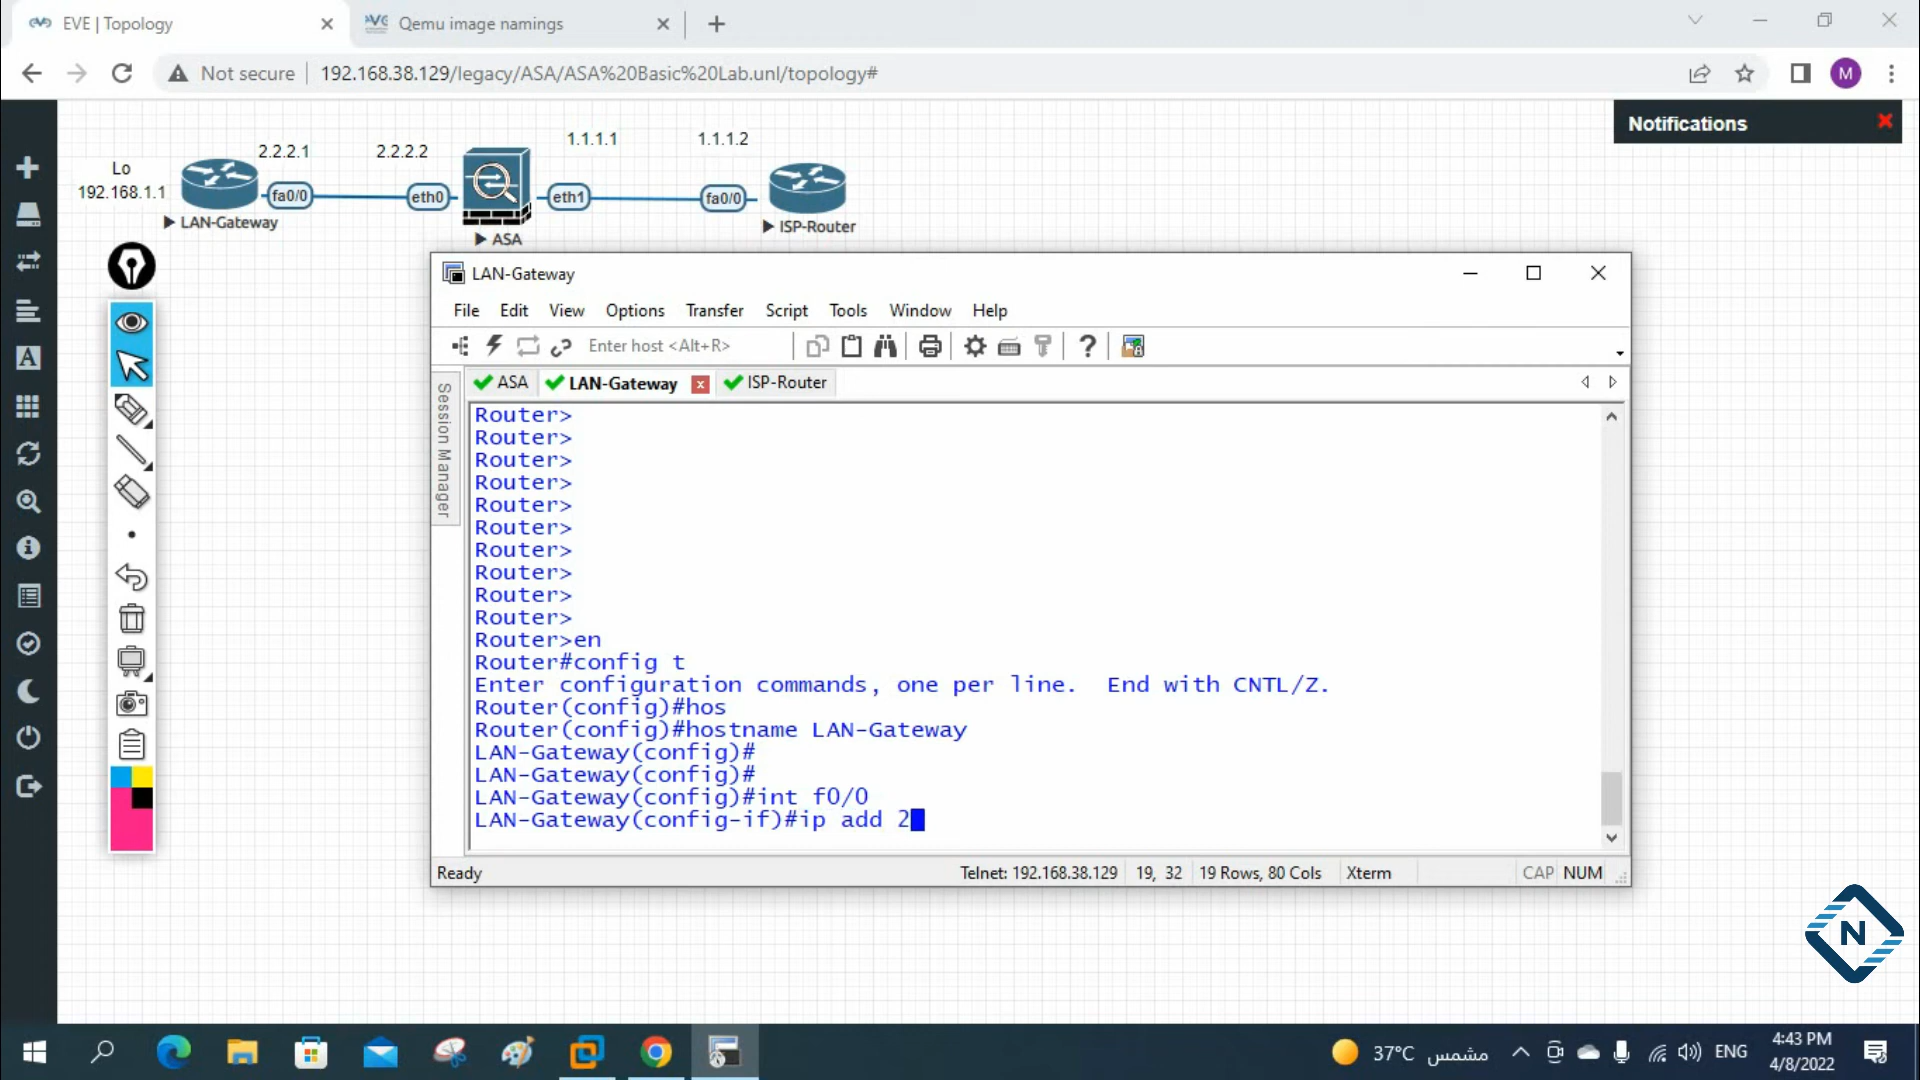 EVE | Topology
Qemu image namings
Not secure
192.168.38.129/legacy/ASA/ASA%20Basic%20Lab.unl/topology#
M
Notifications
Lo
192.168.1.1
2.2.2.1
2.2.2.2
1.1.1.1
1.1.1.2
fa0/0
eth0
eth1
fa0/0
LAN-Gateway
ASA
ISP-Router
LAN-Gateway
File Edit View Options Transfer Script Tools Window Help
Enter host <Alt+R>
Session Manager
ASA
LAN-Gateway
ISP-Router
Router>
Router>
Router>
Router>
Router>
Router>
Router>
Router>
Router>
Router>
Router>en
Router#config t
Enter configuration commands, one per line.  End with CNTL/Z.
Router(config)#hos
Router(config)#hostname LAN-Gateway
LAN-Gateway(config)#
LAN-Gateway(config)#
LAN-Gateway(config)#int f0/0
LAN-Gateway(config-if)#ip add 2
Ready
Telnet: 192.168.38.129
19, 32
19 Rows, 80 Cols
Xterm
CAP
NUM
N
37°C مشمس
ENG
4:43 PM
4/8/2022